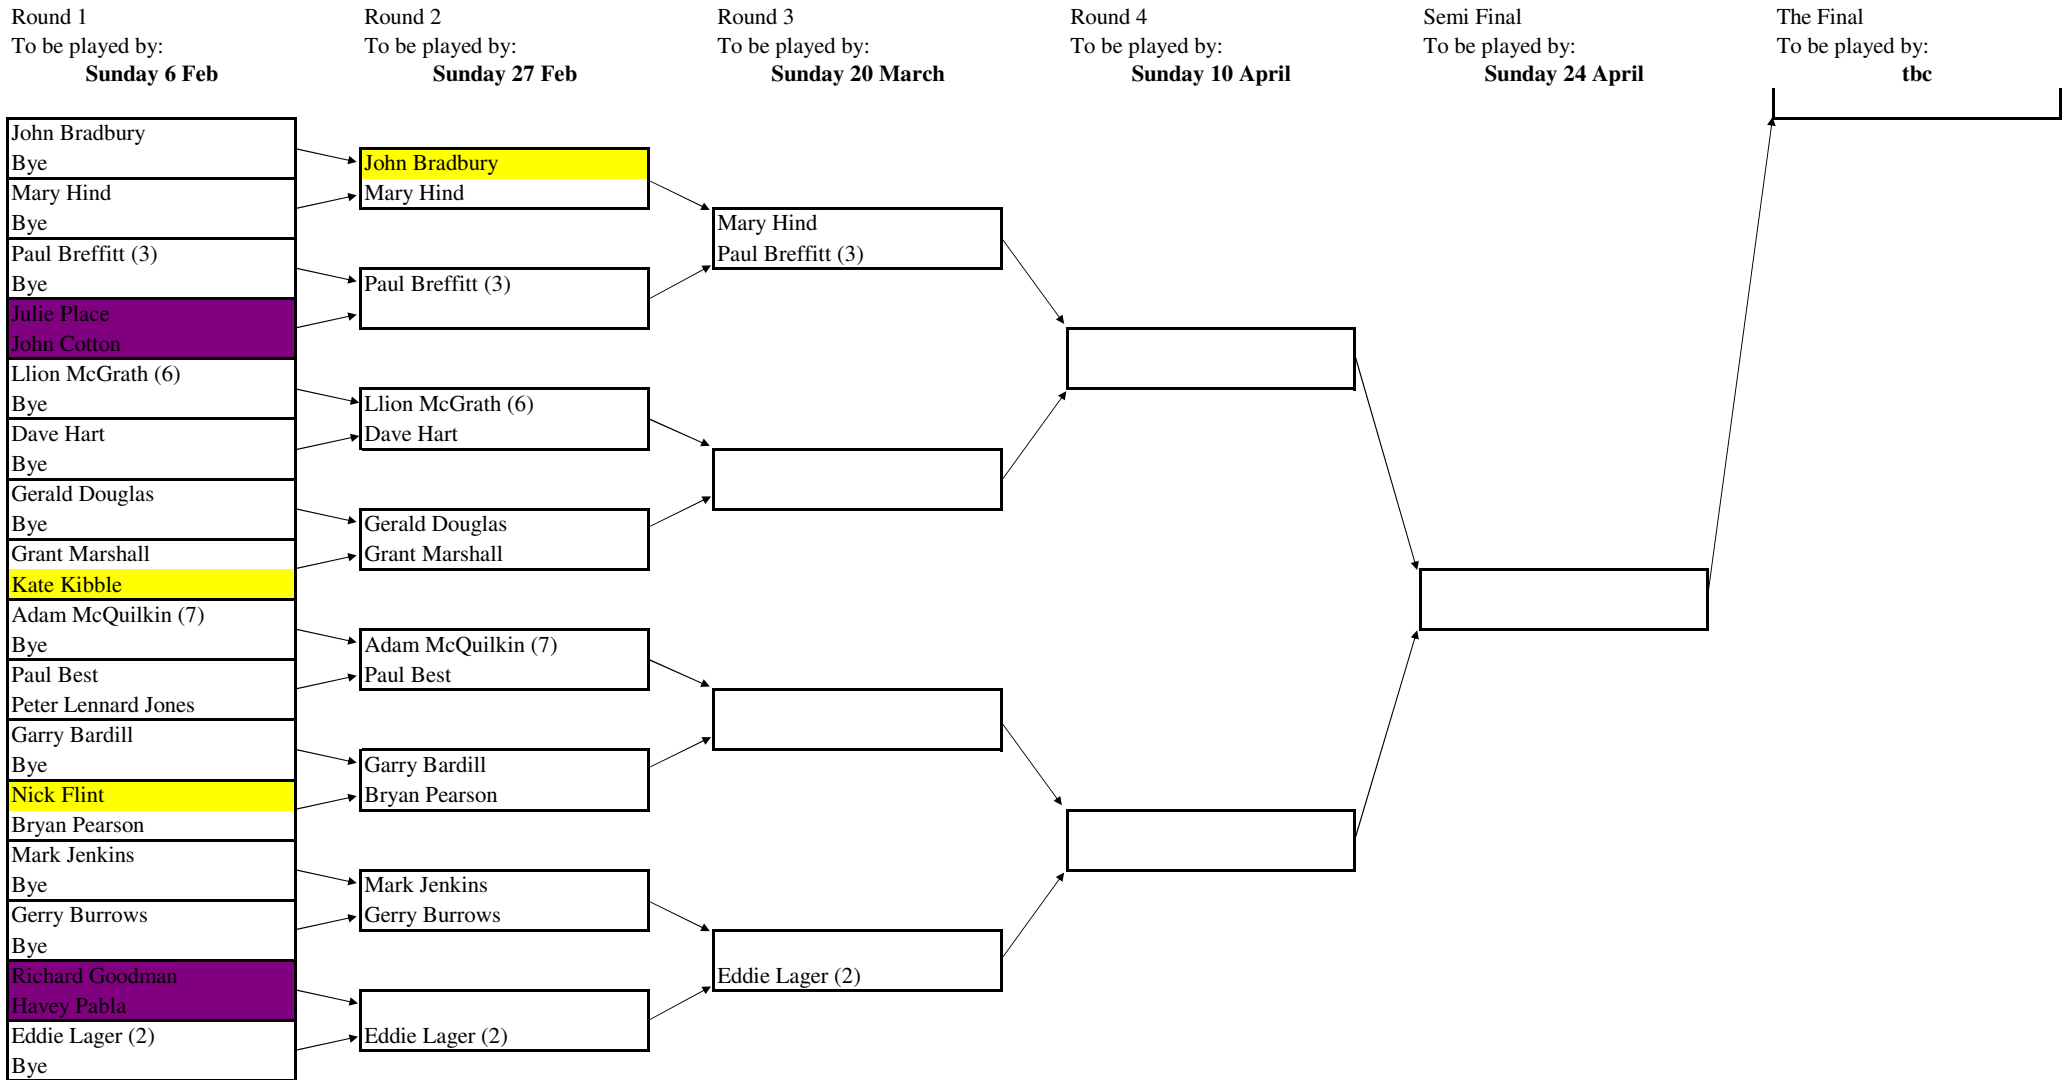 Round 1
To be played by:
Sunday 6 Feb
Round 2
To be played by:
Sunday 27 Feb
Round 3
To be played by:
Sunday 20 March
Round 4
To be played by:
Sunday 10 April
Semi Final
To be played by:
Sunday 24 April
The Final
To be played by:
tbc
John Bradbury
Bye
Mary Hind
Bye
Paul Breffitt (3)
Bye
Julie Place
John Cotton
Llion McGrath (6)
Bye
Dave Hart
Bye
Gerald Douglas
Bye
Grant Marshall
Kate Kibble
Adam McQuilkin (7)
Bye
Paul Best
Peter Lennard Jones
Garry Bardill
Bye
Nick Flint
Bryan Pearson
Mark Jenkins
Bye
Gerry Burrows
Bye
Richard Goodman
Havey Pabla
Eddie Lager (2)
Bye
John Bradbury
Mary Hind
Paul Breffitt (3)
Llion McGrath (6)
Dave Hart
Gerald Douglas
Grant Marshall
Adam McQuilkin (7)
Paul Best
Garry Bardill
Bryan Pearson
Mark Jenkins
Gerry Burrows
Eddie Lager (2)
Mary Hind
Paul Breffitt (3)
Eddie Lager (2)